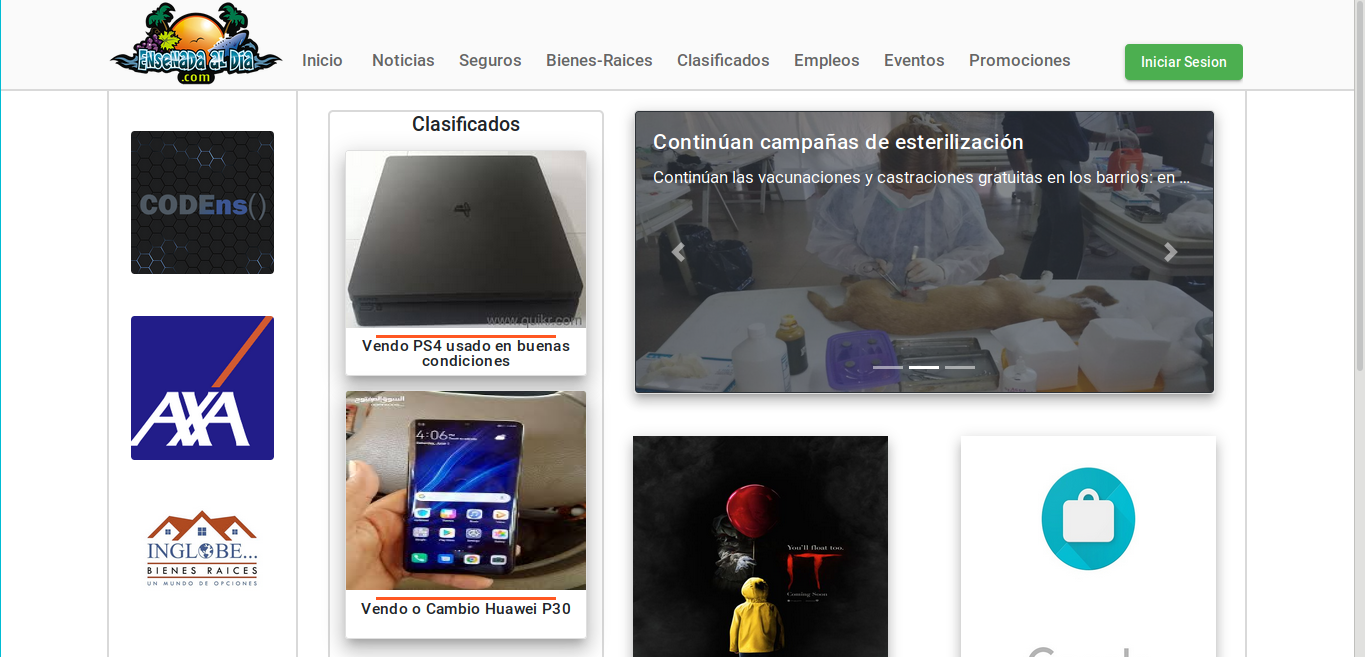 Ensenada al Día
.com
Inicio
Noticias
Seguros
Bienes-Raices
Clasificados
Empleos
Eventos
Promociones
Iniciar Sesion
CODEns()
AXA
INGLOBE...
BIENES RAICES
UN MUNDO DE OPCIONES
Clasificados
www.quikr.com
Vendo PS4 usado en buenas
condiciones
4:06
Vendo o Cambio Huawei P30
Continúan campañas de esterilización
Continúan las vacunaciones y castraciones gratuitas en los barrios: en ...
You'll float too.
IT
Coming Soon